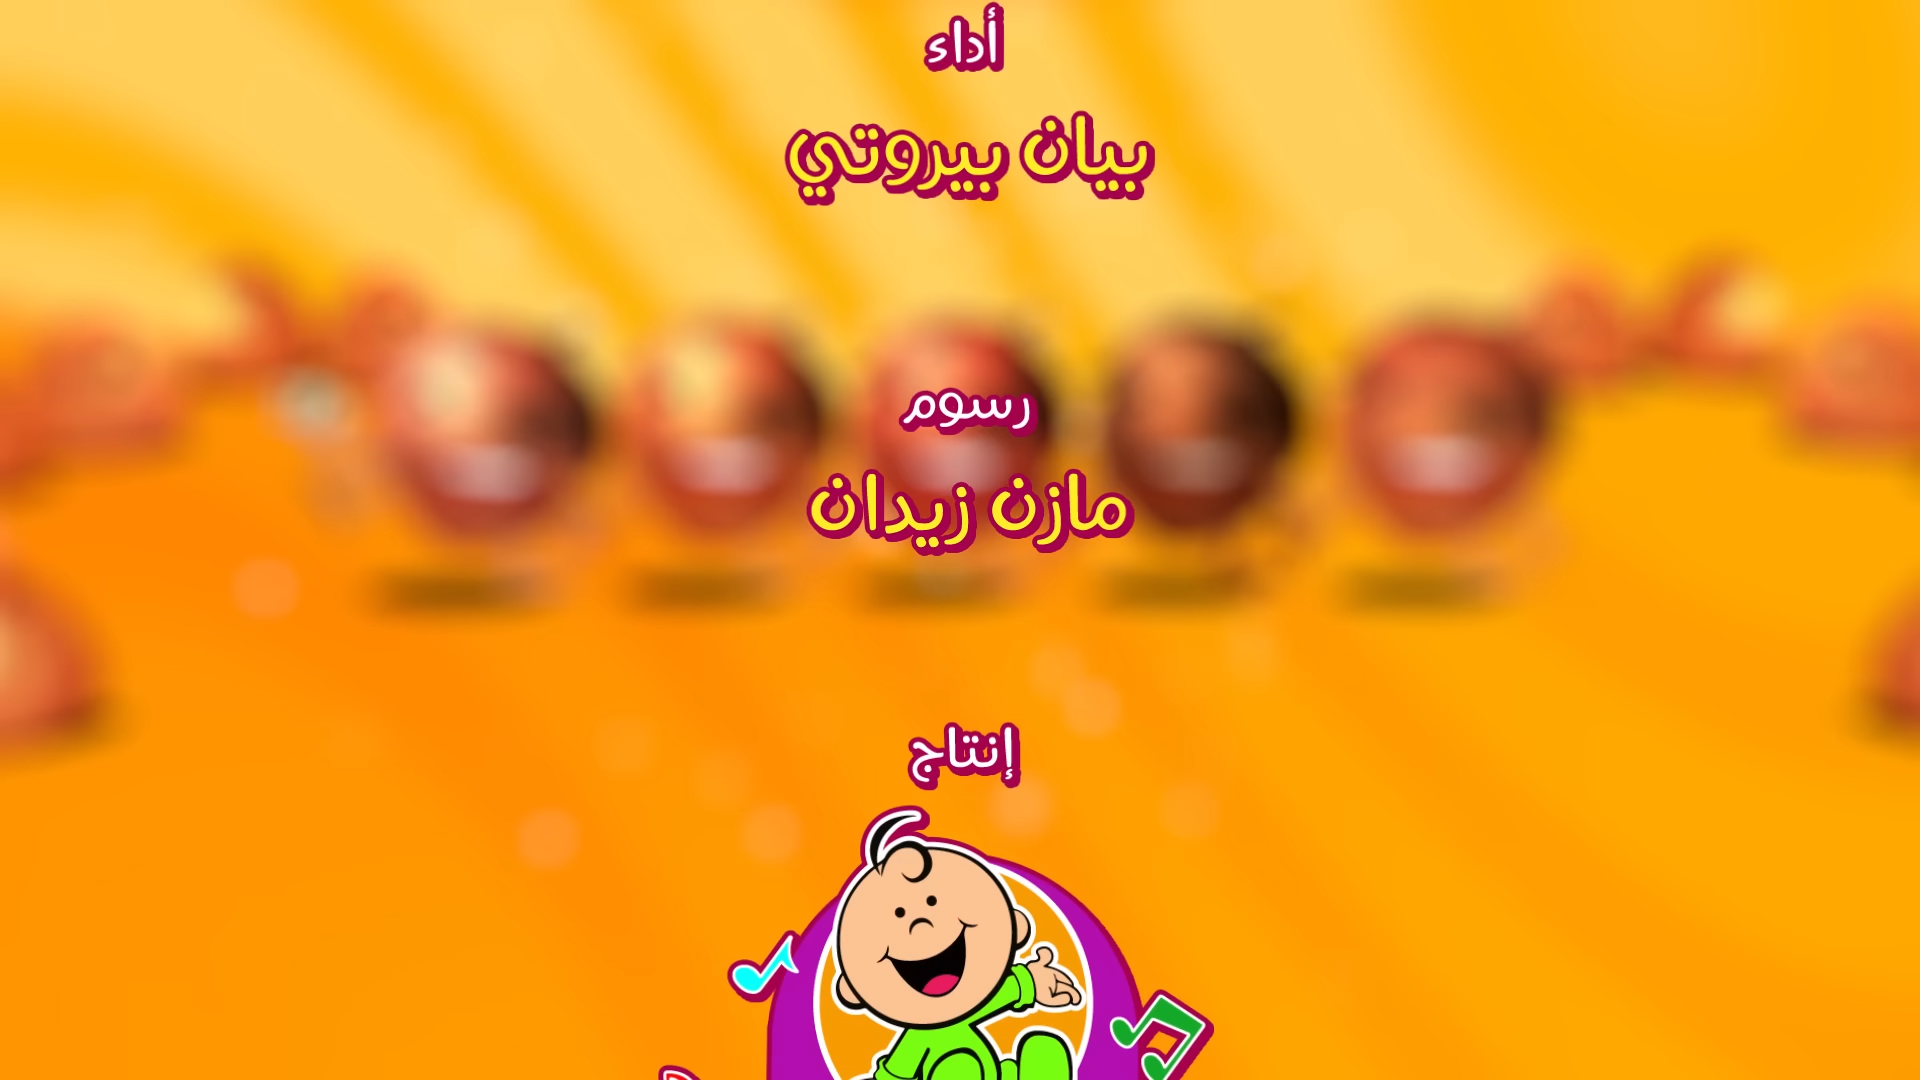 أداء
بيان بيروتي
رسوم
مازن زيدان
إنتاج